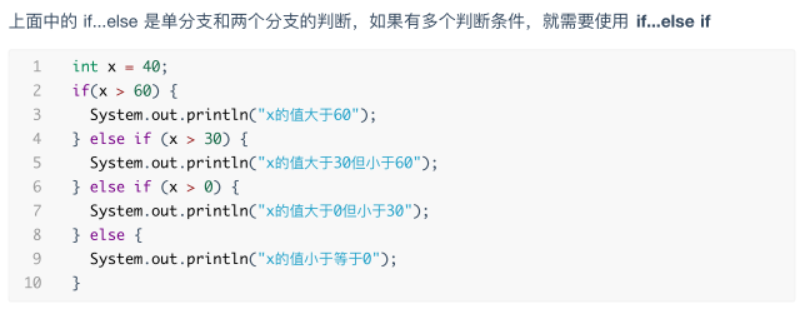 上面中的 if...else 是单分支和两个分支的判断，如果有多个判断条件，就需要使用 if...else if
1 int x = 40;
2 if(x > 60) {
3 System.out.println("x的值大于60");
4 } else if (x > 30) {
5 System.out.println("x的值大于30但小于60");
6 } else if (x > 0) {
7 System.out.println("x的值大于0但小于30");
8 } else {
9 System.out.println("x的值小于等于0");
10 }